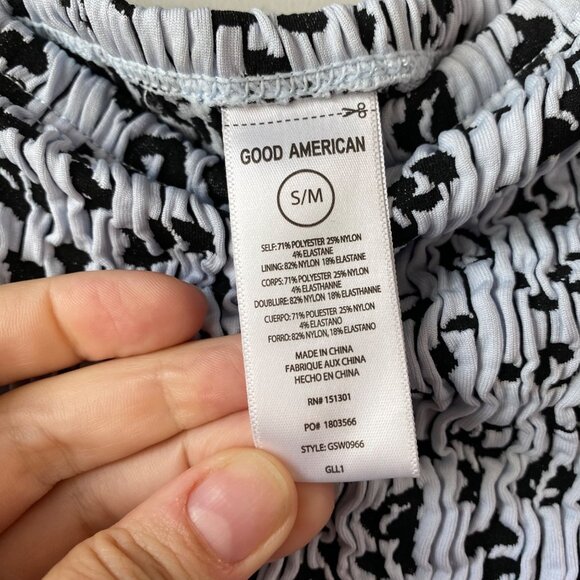 GOOD AMERICAN
S/M
SELF: 71% POLYESTER 25% NYLON
4% ELASTANE
LINING: 82% NYLON 18% ELASTANE
CORPS: 71% POLYESTER 25% NYLON
4% ELASTHANNE
DOUBLURE: 82% NYLON 18% ELASTHANNE
CUERPO: 71% POLIESTER 25% NYLON
4% ELASTANO
FORRO: 82% NYLON, 18% ELASTANO
MADE IN CHINA
FABRIQUE AUX CHINA
HECHO EN CHINA
RN# 151301
PO# 1803566
STYLE: GSW0966
GLL1